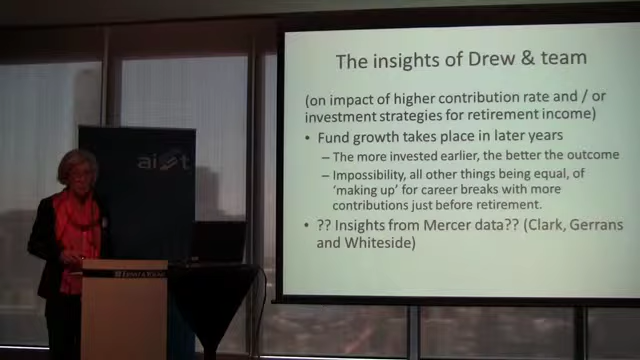 The insights of Drew & team
(on impact of higher contribution rate and / or
investment strategies for retirement income)
• Fund growth takes place in later years
– The more invested earlier, the better the outcome
– Impossibility, all other things being equal, of
'making up' for career breaks with more
contributions just before retirement.
• ?? Insights from Mercer data?? (Clark, Gerrans
and Whiteside)
aist
ERNST & YOUNG